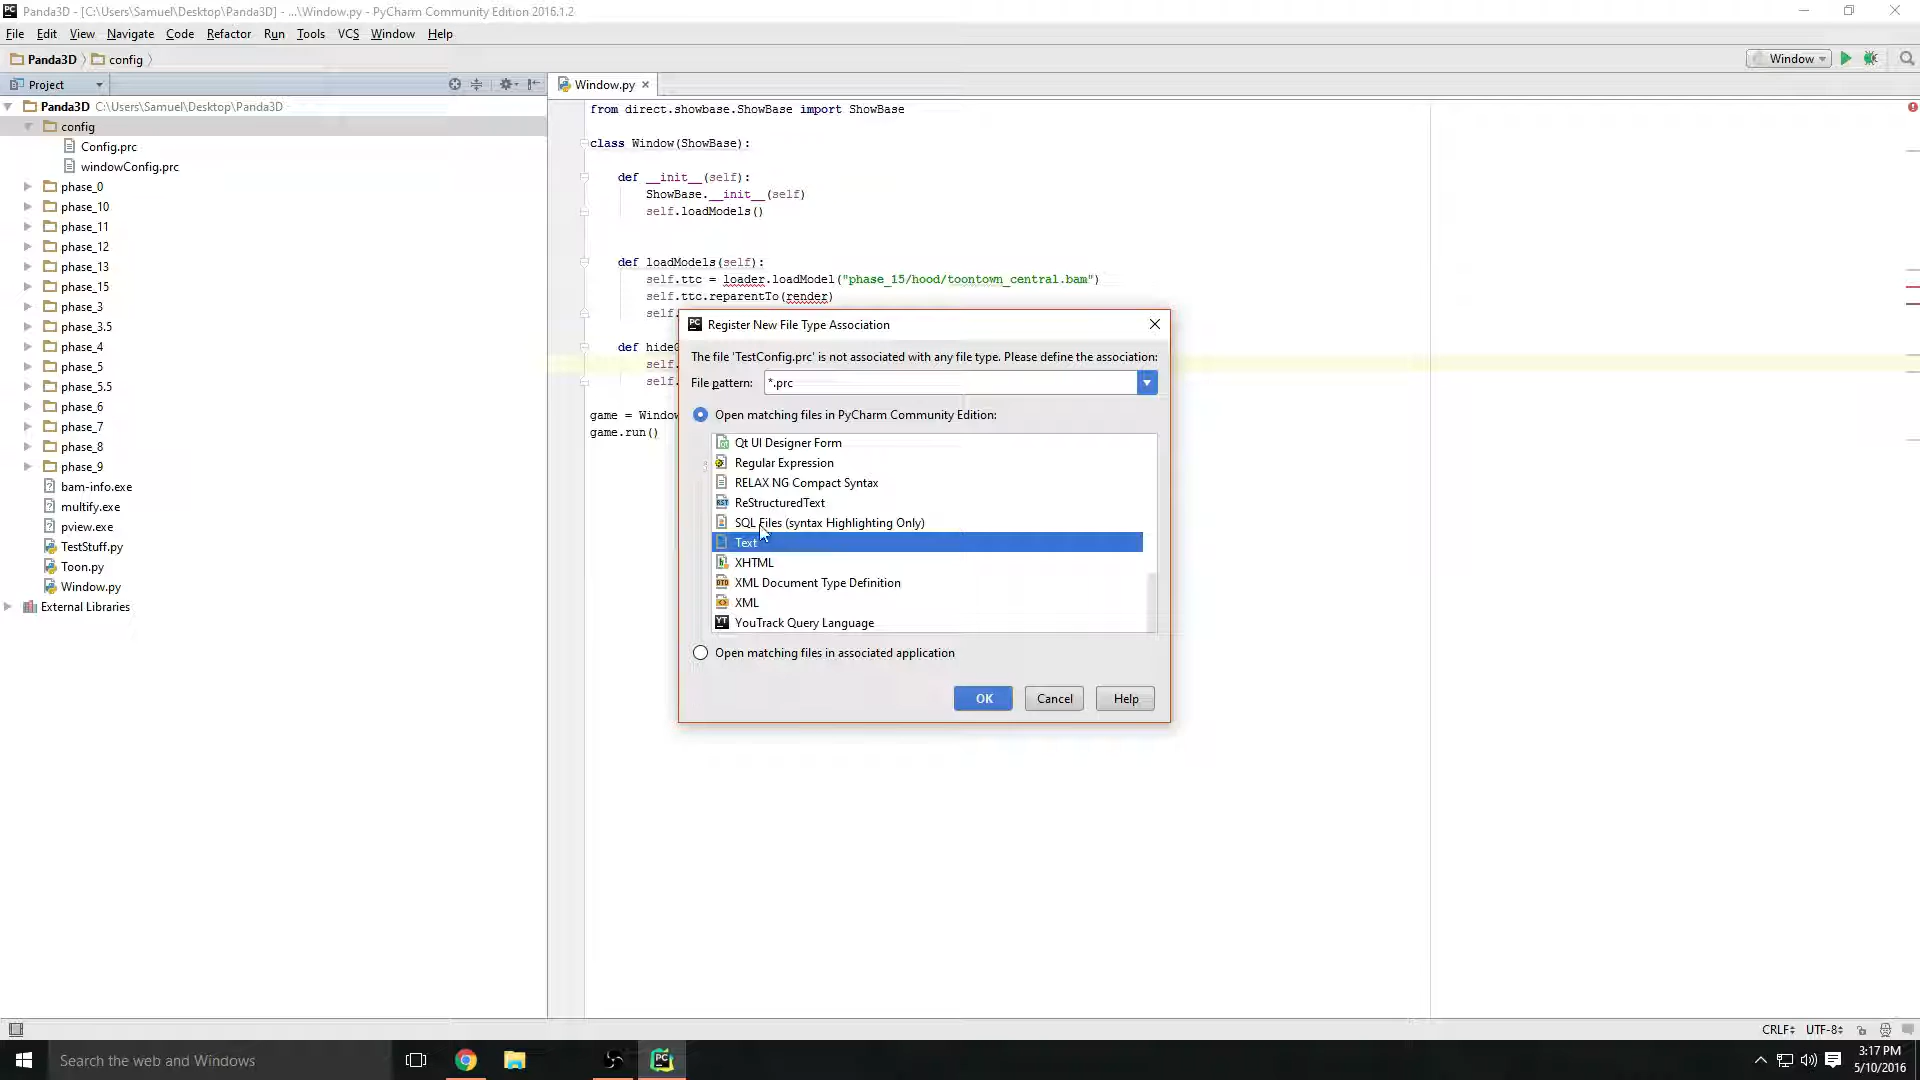 Panda3D - [C:\Users\Samuel\Desktop\Panda3D] - ...\Window.py - PyCharm Community Edition 2016.1.2
File Edit View Navigate Code Refactor Run Tools VCS Window Help
Panda3D config Window
Project
Panda3D C:\Users\Samuel\Desktop\Panda3D
config
Config.prc
windowConfig.prc
phase_0
phase_10
phase_11
phase_12
phase_13
phase_15
phase_3
phase_3.5
phase_4
phase_5
phase_5.5
phase_6
phase_7
phase_8
phase_9
bam-info.exe
multify.exe
pview.exe
TestStuff.py
Toon.py
Window.py
External Libraries
Window.py
from direct.showbase.ShowBase import ShowBase
class Window(ShowBase):
def __init__(self):
ShowBase.__init__(self)
self.loadModels()
def loadModels(self):
self.ttc = loader.loadModel("phase_15/hood/toontown_central.bam")
self.ttc.reparentTo(render)
self.
def hide
self.
self.
game = Window
game.run()
Register New File Type Association
The file 'TestConfig.prc' is not associated with any file type. Please define the association:
File pattern: *.prc
Open matching files in PyCharm Community Edition:
Qt UI Designer Form
Regular Expression
RELAX NG Compact Syntax
ReStructuredText
SQL Files (syntax Highlighting Only)
Text
XHTML
XML Document Type Definition
XML
YouTrack Query Language
Open matching files in associated application
OK Cancel Help
CRLF UTF-8
Search the web and Windows
3:17 PM
5/10/2016